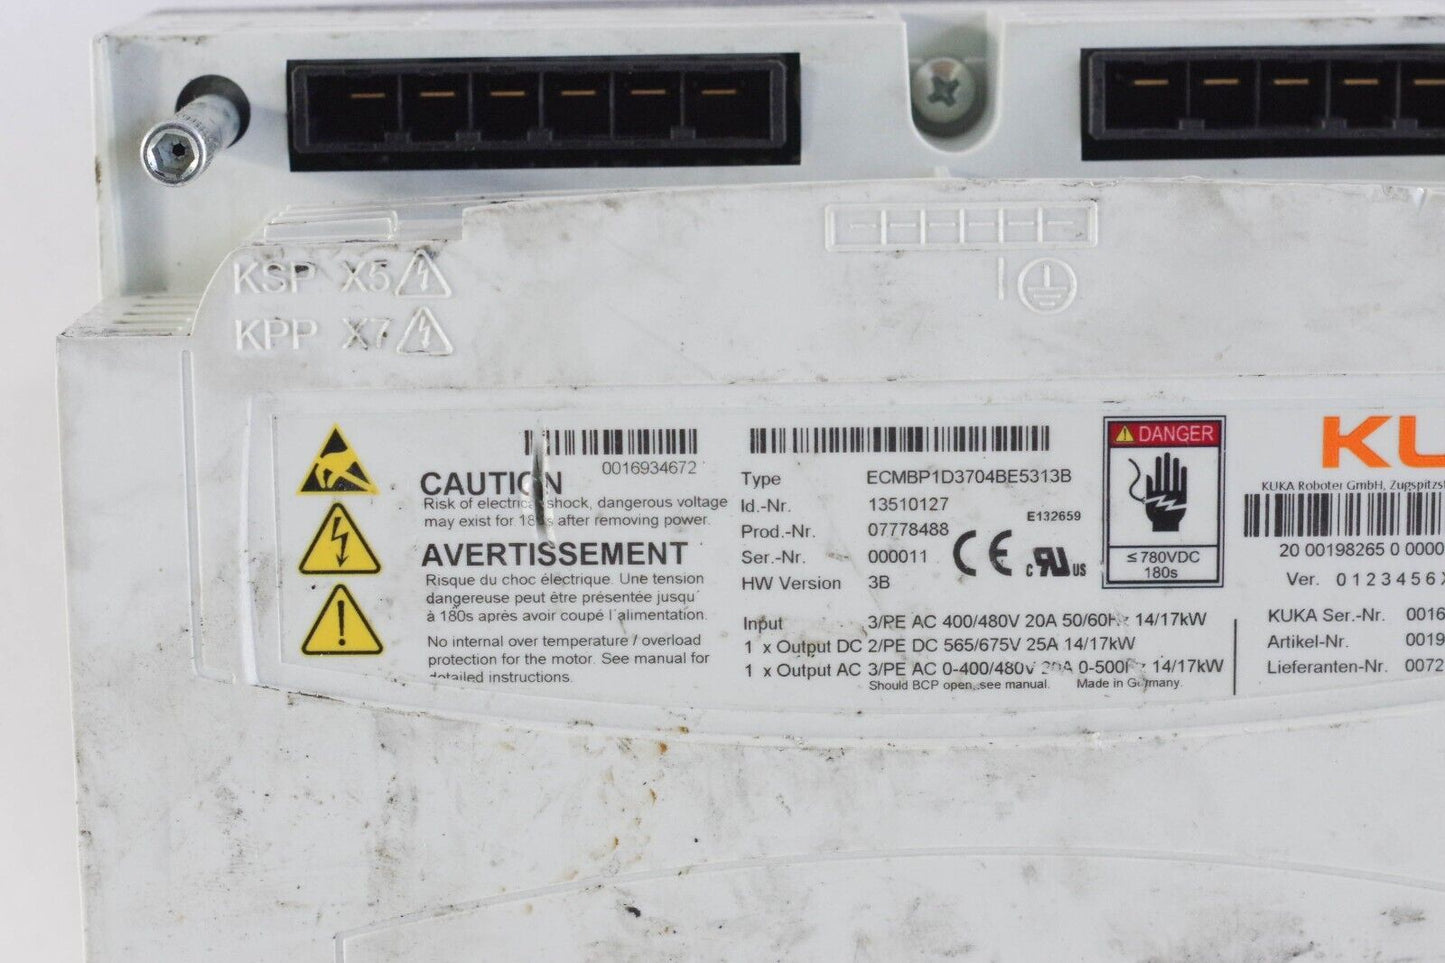 KSP X5
KPP X7
0016934672
CAUTION
Risk of electrical shock, dangerous voltage
may exist for 180s after removing power.
AVERTISSEMENT
Risque du choc électrique. Une tension
dangereuse peut être présentée jusqu'
à 180s après avoir coupé l'alimentation.
No internal over temperature / overload
protection for the motor. See manual for
detailed instructions.
Type ECMBP1D3704BE5313B
Id.-Nr. 13510127
Prod.-Nr. 07778488
Ser.-Nr. 000011
HW Version 3B
CE
E132659
c RU US
Input 3/PE AC 400/480V 20A 50/60Hz 14/17kW
1 x Output DC 2/PE DC 565/675V 25A 14/17kW
1 x Output AC 3/PE AC 0-400/480V 20A 0-500Hz 14/17kW
Should BCP open, see manual. Made in Germany.
DANGER
≤780VDC
180s
KU
KUKA Roboter GmbH,
20 00198265 0 0000
Ver. 0 1 2 3 4 5 6
KUKA Ser.-Nr. 0016
Artikel-Nr. 0019
Lieferanten-Nr. 0072